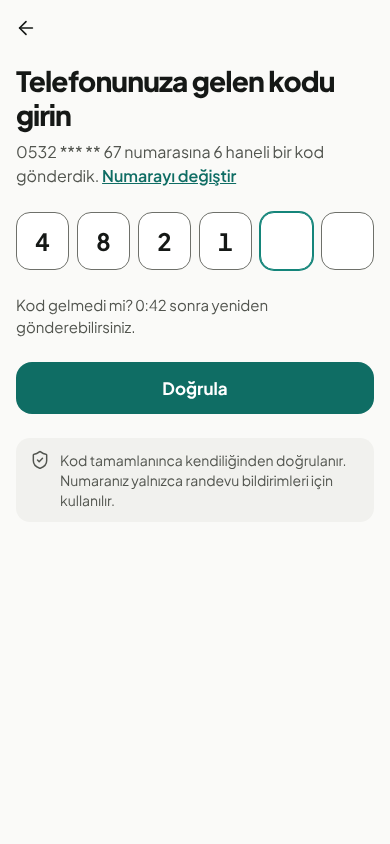 Telefonunuza gelen kodu
girin
0532 *** ** 67 numarasına 6 haneli bir kod
gönderdik. Numarayı değiştir
4 8 2 1
Kod gelmedi mi? 0:42 sonra yeniden
gönderebilirsiniz.
Doğrula
Kod tamamlanınca kendiliğinden doğrulanır.
Numaranız yalnızca randevu bildirimleri için
kullanılır.